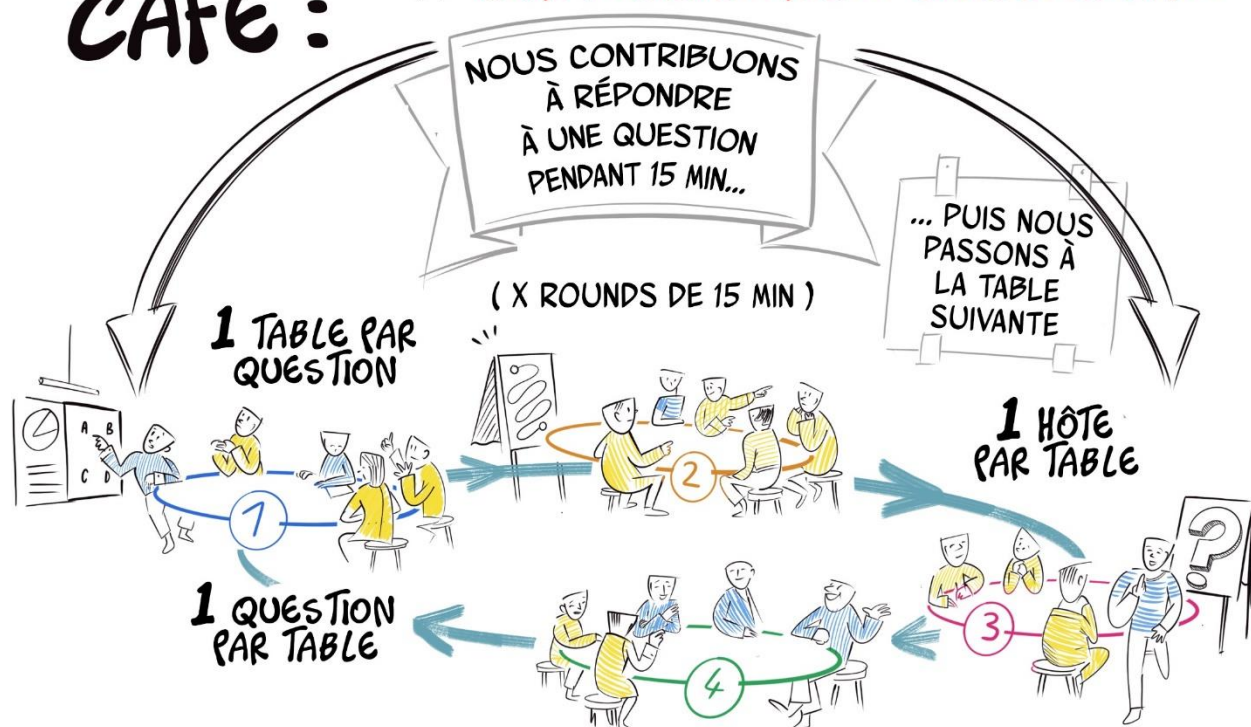 CAFÉ :
NOUS CONTRIBUONS
À RÉPONDRE
À UNE QUESTION
PENDANT 15 MIN...
... PUIS NOUS
PASSONS À
LA TABLE
SUIVANTE
( X ROUNDS DE 15 MIN )
1 TABLE PAR
QUESTION
A B
C D
1
2
1 HÔTE
PAR TABLE
?
3
1 QUESTION
PAR TABLE
4